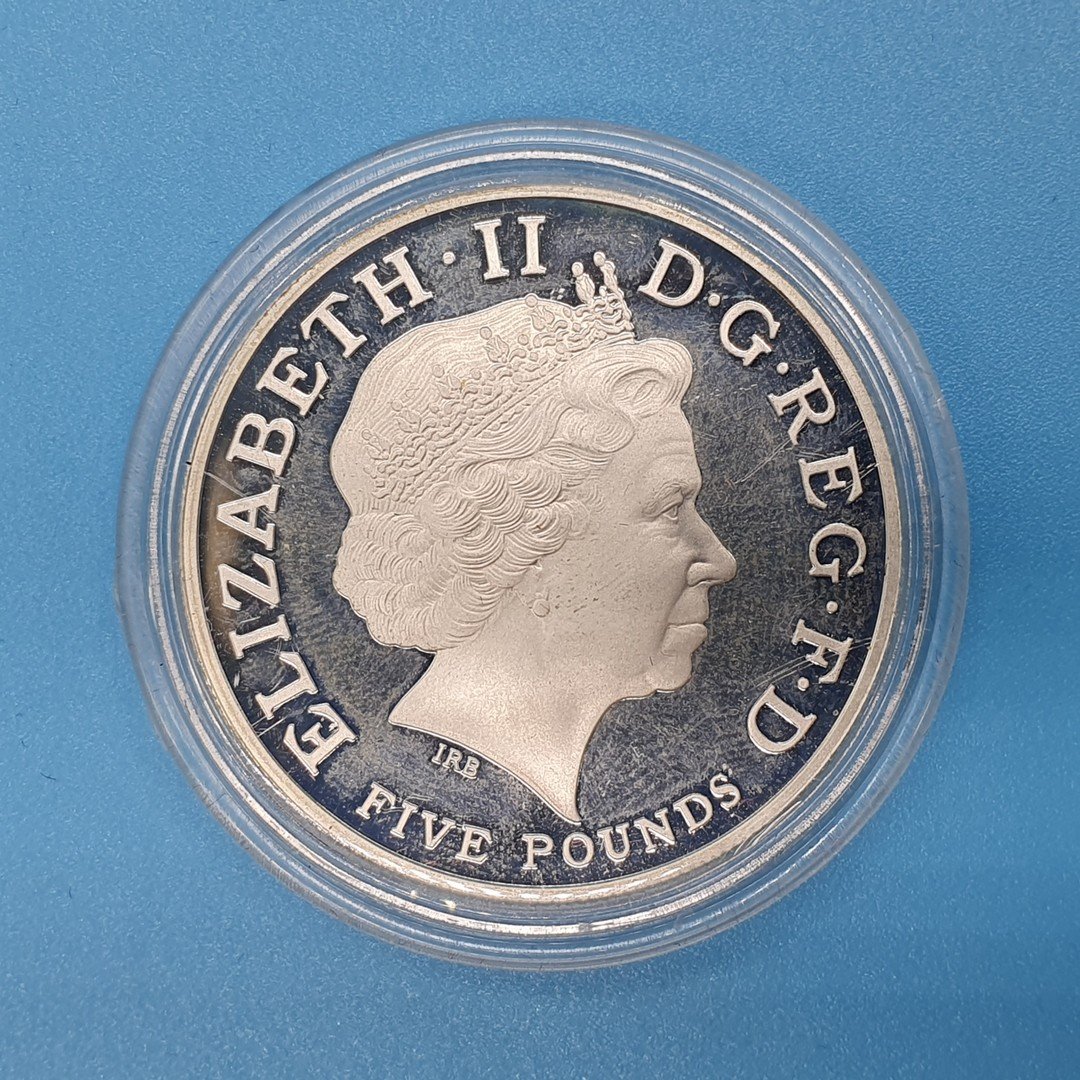 ELIZABETH · II D · G · REG · F · D
FIVE POUNDS
IRB